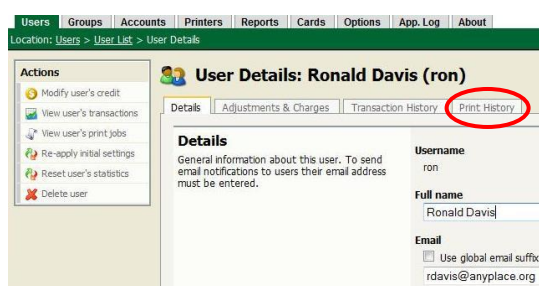 Users Groups Accounts Printers Reports Cards Options App. Log About
Location: Users > User List > User Details
Actions
Modify user's credit
View user's transactions
View user's print jobs
Re-apply initial settings
Reset user's statistics
Delete user
User Details: Ronald Davis (ron)
Details Adjustments & Charges Transaction History Print History
Details
General information about this user. To send
email notifications to users their email address
must be entered.
Username
ron
Full name
Ronald Davis
Email
Use global email suffix
rdavis@anyplace.org